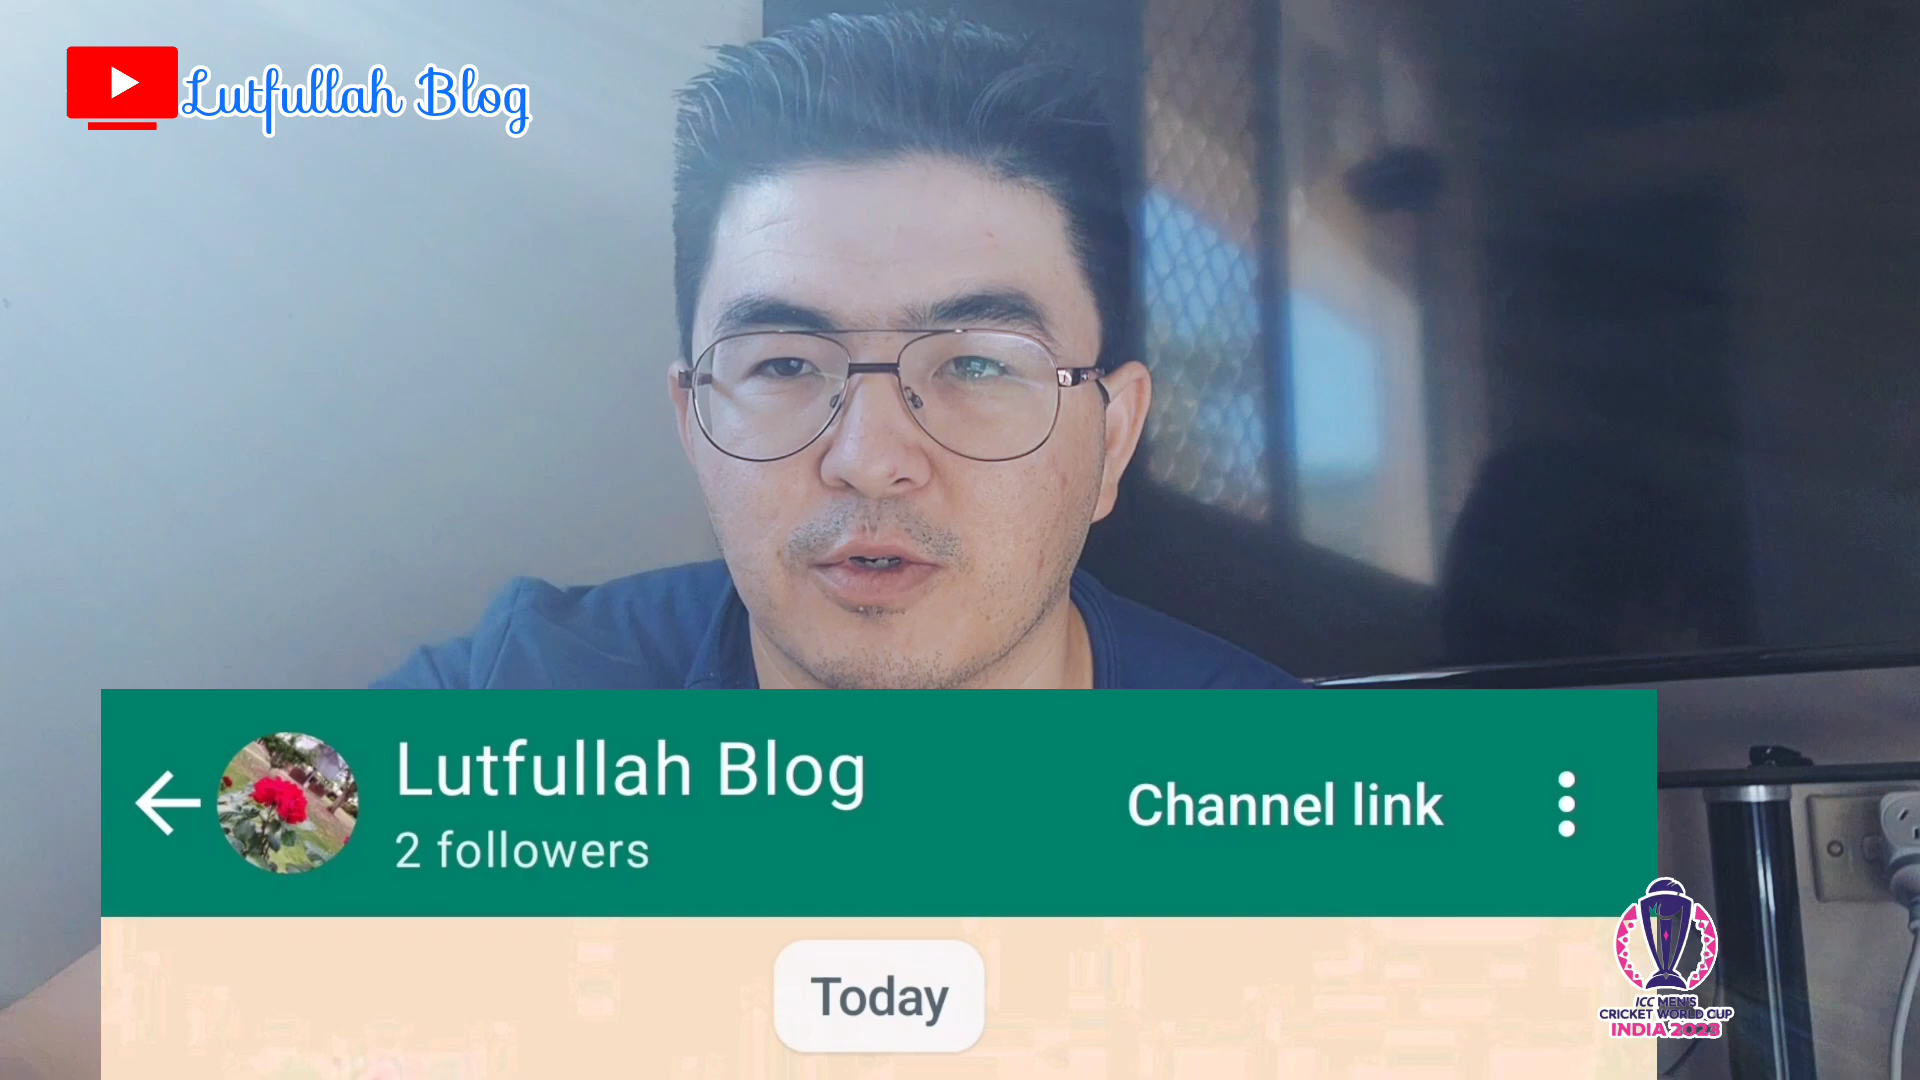 Lutfullah Blog
Lutfullah Blog
2 followers
Channel link
Today
ICC MEN'S
CRICKET WORLD CUP
INDIA 2023